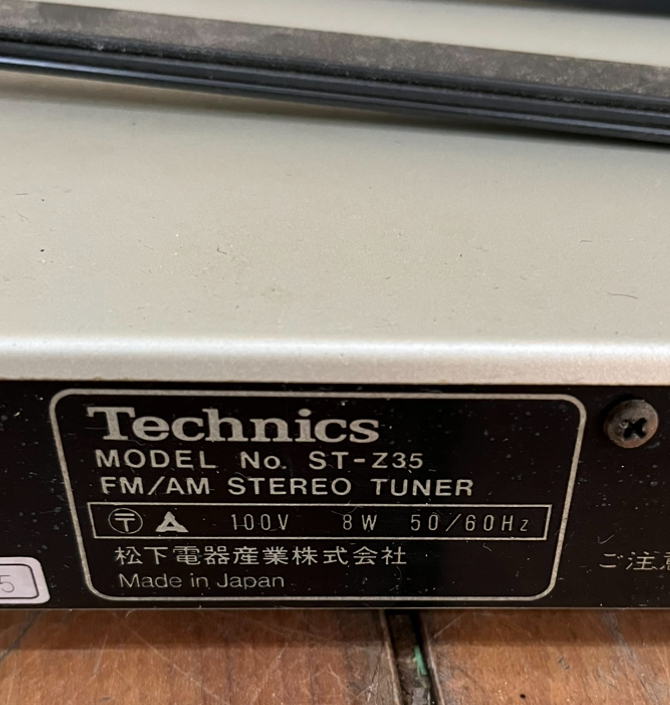 Technics
MODEL No. ST-Z35
FM/AM STEREO TUNER
〒 100V 8W 50/60Hz
松下電器産業株式会社
Made in Japan
5
ご注意